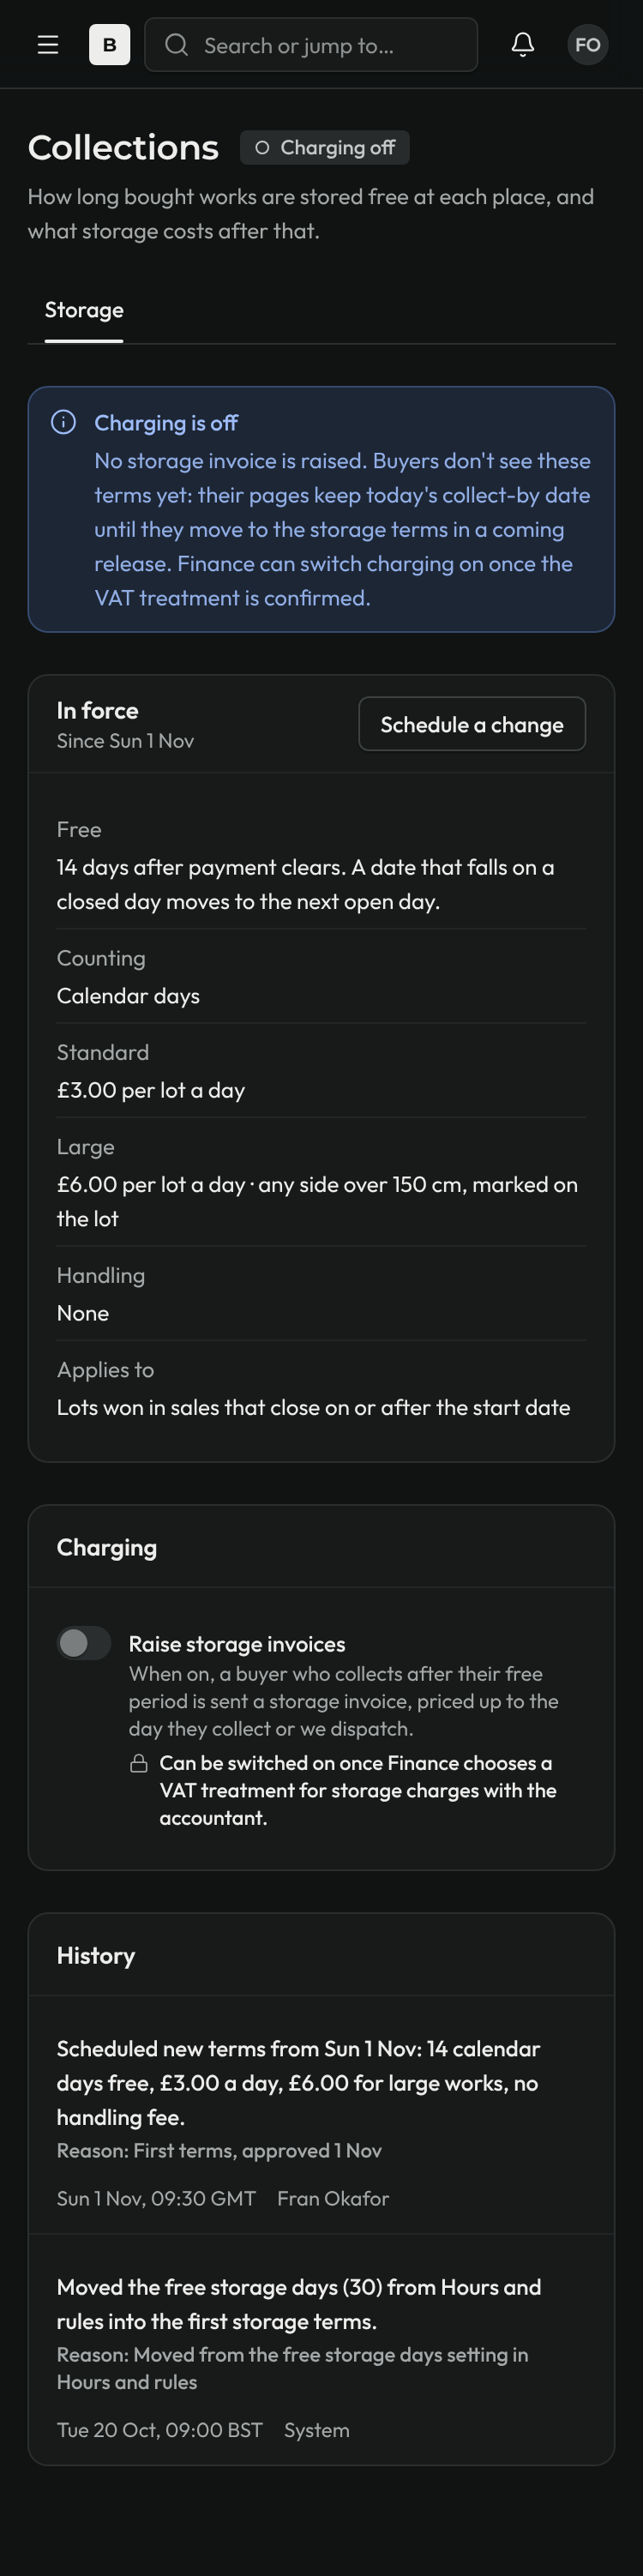 B
Search or jump to...
FO
Collections
Charging off
How long bought works are stored free at each place, and
what storage costs after that.
Storage
Charging is off
No storage invoice is raised. Buyers don't see these
terms yet: their pages keep today's collect-by date
until they move to the storage terms in a coming
release. Finance can switch charging on once the
VAT treatment is confirmed.
In force
Since Sun 1 Nov
Schedule a change
Free
14 days after payment clears. A date that falls on a
closed day moves to the next open day.
Counting
Calendar days
Standard
£3.00 per lot a day
Large
£6.00 per lot a day · any side over 150 cm, marked on
the lot
Handling
None
Applies to
Lots won in sales that close on or after the start date
Charging
Raise storage invoices
When on, a buyer who collects after their free
period is sent a storage invoice, priced up to the
day they collect or we dispatch.
Can be switched on once Finance chooses a
VAT treatment for storage charges with the
accountant.
History
Scheduled new terms from Sun 1 Nov: 14 calendar
days free, £3.00 a day, £6.00 for large works, no
handling fee.
Reason: First terms, approved 1 Nov
Sun 1 Nov, 09:30 GMT Fran Okafor
Moved the free storage days (30) from Hours and
rules into the first storage terms.
Reason: Moved from the free storage days setting in
Hours and rules
Tue 20 Oct, 09:00 BST System